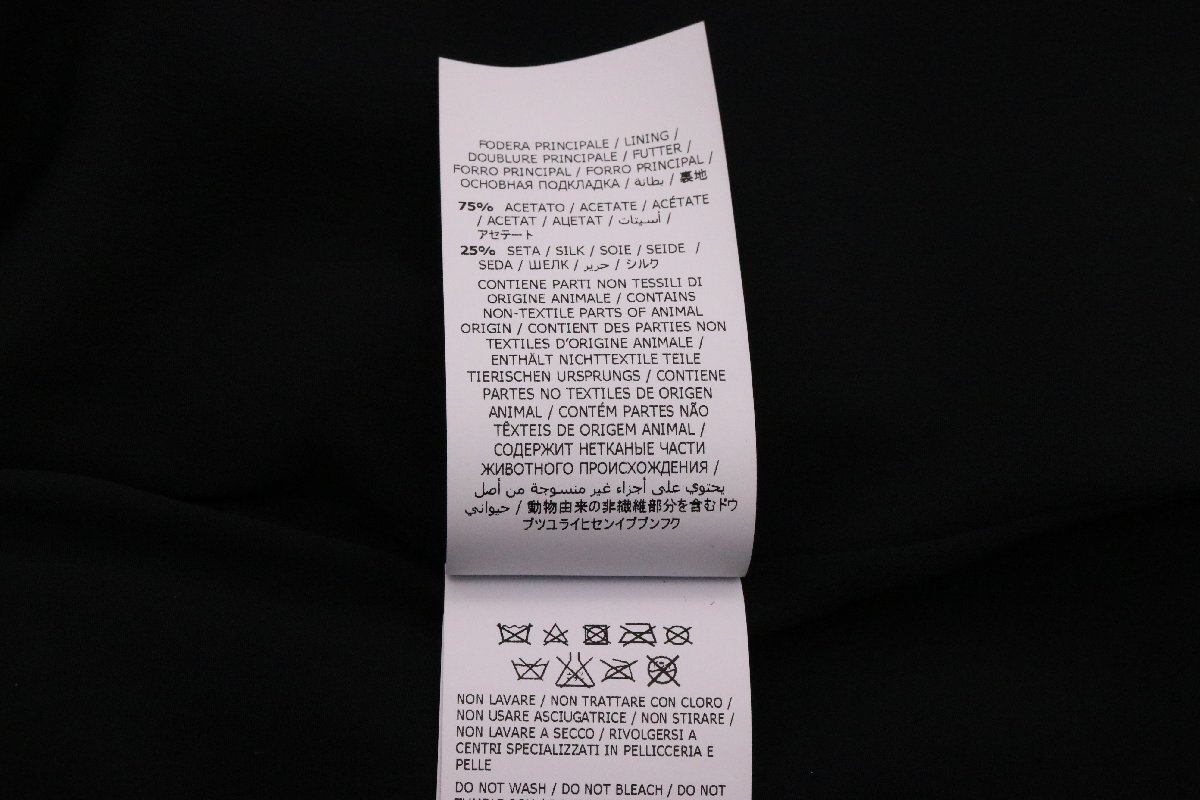 FODERA PRINCIPALE / LINING /
DOUBLURE PRINCIPALE / FUTTER /
FORRO PRINCIPAL / FORRO PRINCIPAL /
ОСНОВНАЯ ПОДКЛАДКА / بطانة / 裏地
75% ACETATO / ACETATE / ACÉTATE
/ ACETAT / АЦЕТАТ / أسيتات /
アセテート
25% SETA / SILK / SOIE / SEIDE /
SEDA / ШЕЛК / حرير / シルク
CONTIENE PARTI NON TESSILI DI
ORIGINE ANIMALE / CONTAINS
NON-TEXTILE PARTS OF ANIMAL
ORIGIN / CONTIENT DES PARTIES NON
TEXTILES D'ORIGINE ANIMALE /
ENTHÄLT NICHTTEXTILE TEILE
TIERISCHEN URSPRUNGS / CONTIENE
PARTES NO TEXTILES DE ORIGEN
ANIMAL / CONTÉM PARTES NÃO
TÊXTEIS DE ORIGEM ANIMAL /
СОДЕРЖИТ НЕТКАНЫЕ ЧАСТИ
ЖИВОТНОГО ПРОИСХОЖДЕНИЯ /
يحتوي على أجزاء غير منسوجة من أصل
حيواني / 動物由来の非繊維部分を含むドウ
ブツユライヒセンイブブンフク
NON LAVARE / NON TRATTARE CON CLORO /
NON USARE ASCIUGATRICE / NON STIRARE /
NON LAVARE A SECCO / RIVOLGERSI A
CENTRI SPECIALIZZATI IN PELLICCERIA E
PELLE
DO NOT WASH / DO NOT BLEACH / DO NOT